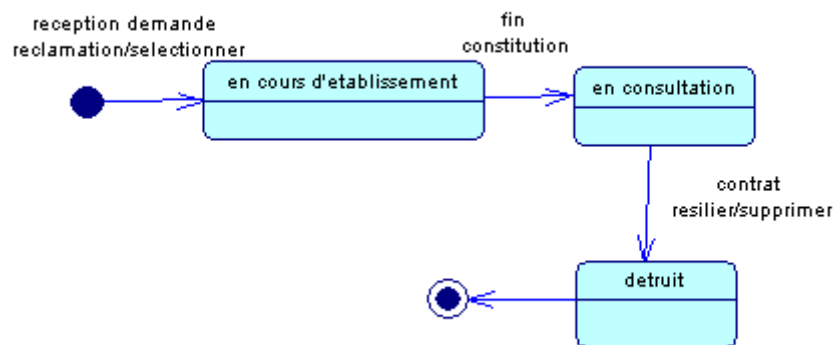 reception demande
reclamation/selectionner
en cours d'etablissement
fin
constitution
en consultation
contrat
resilier/supprimer
detruit